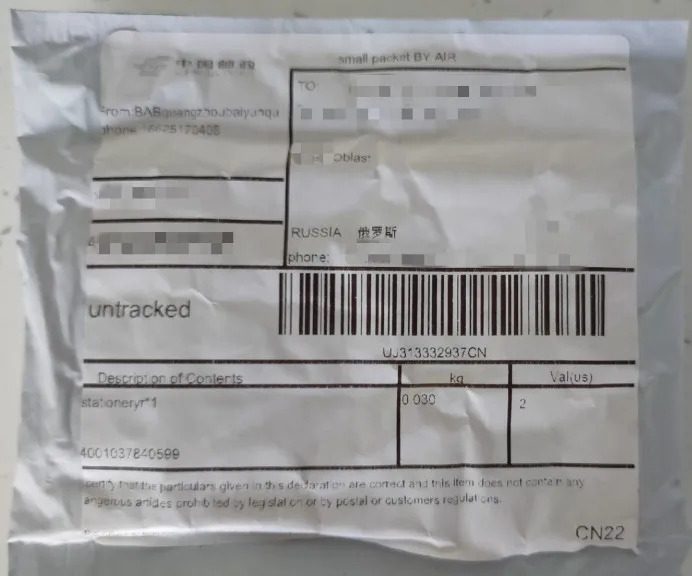 中国邮政
small packet BY AIR
TO:
From:BABguangzhoubaiyunqu
phone:16625170408
Oblast
RUSSIA 俄罗斯
phone:
untracked
UJ313332937CN
Description of Contents kg Val(us)
stationeryr*1 0.030 2
4001037840599
certify that the particulars given in this declaration are correct and this item does not contain any
angerous articles prohibited by legislation or by postal or customs regulations.
CN22